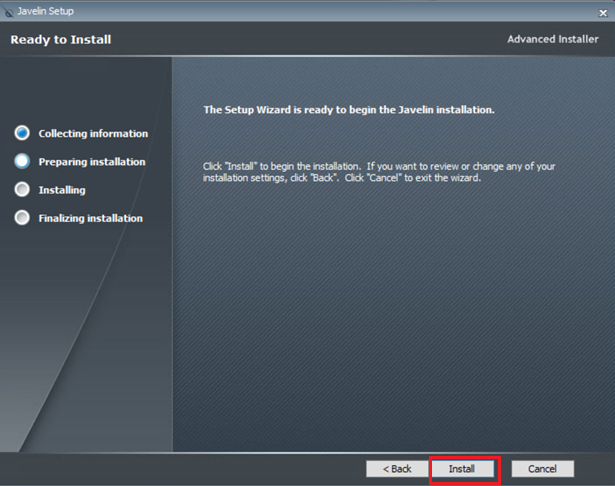 Javelin Setup
Ready to Install
Advanced Installer
The Setup Wizard is ready to begin the Javelin installation.
Collecting information
Preparing installation
Installing
Finalizing installation
Click "Install" to begin the installation. If you want to review or change any of your
installation settings, click "Back". Click "Cancel" to exit the wizard.
< Back
Install
Cancel